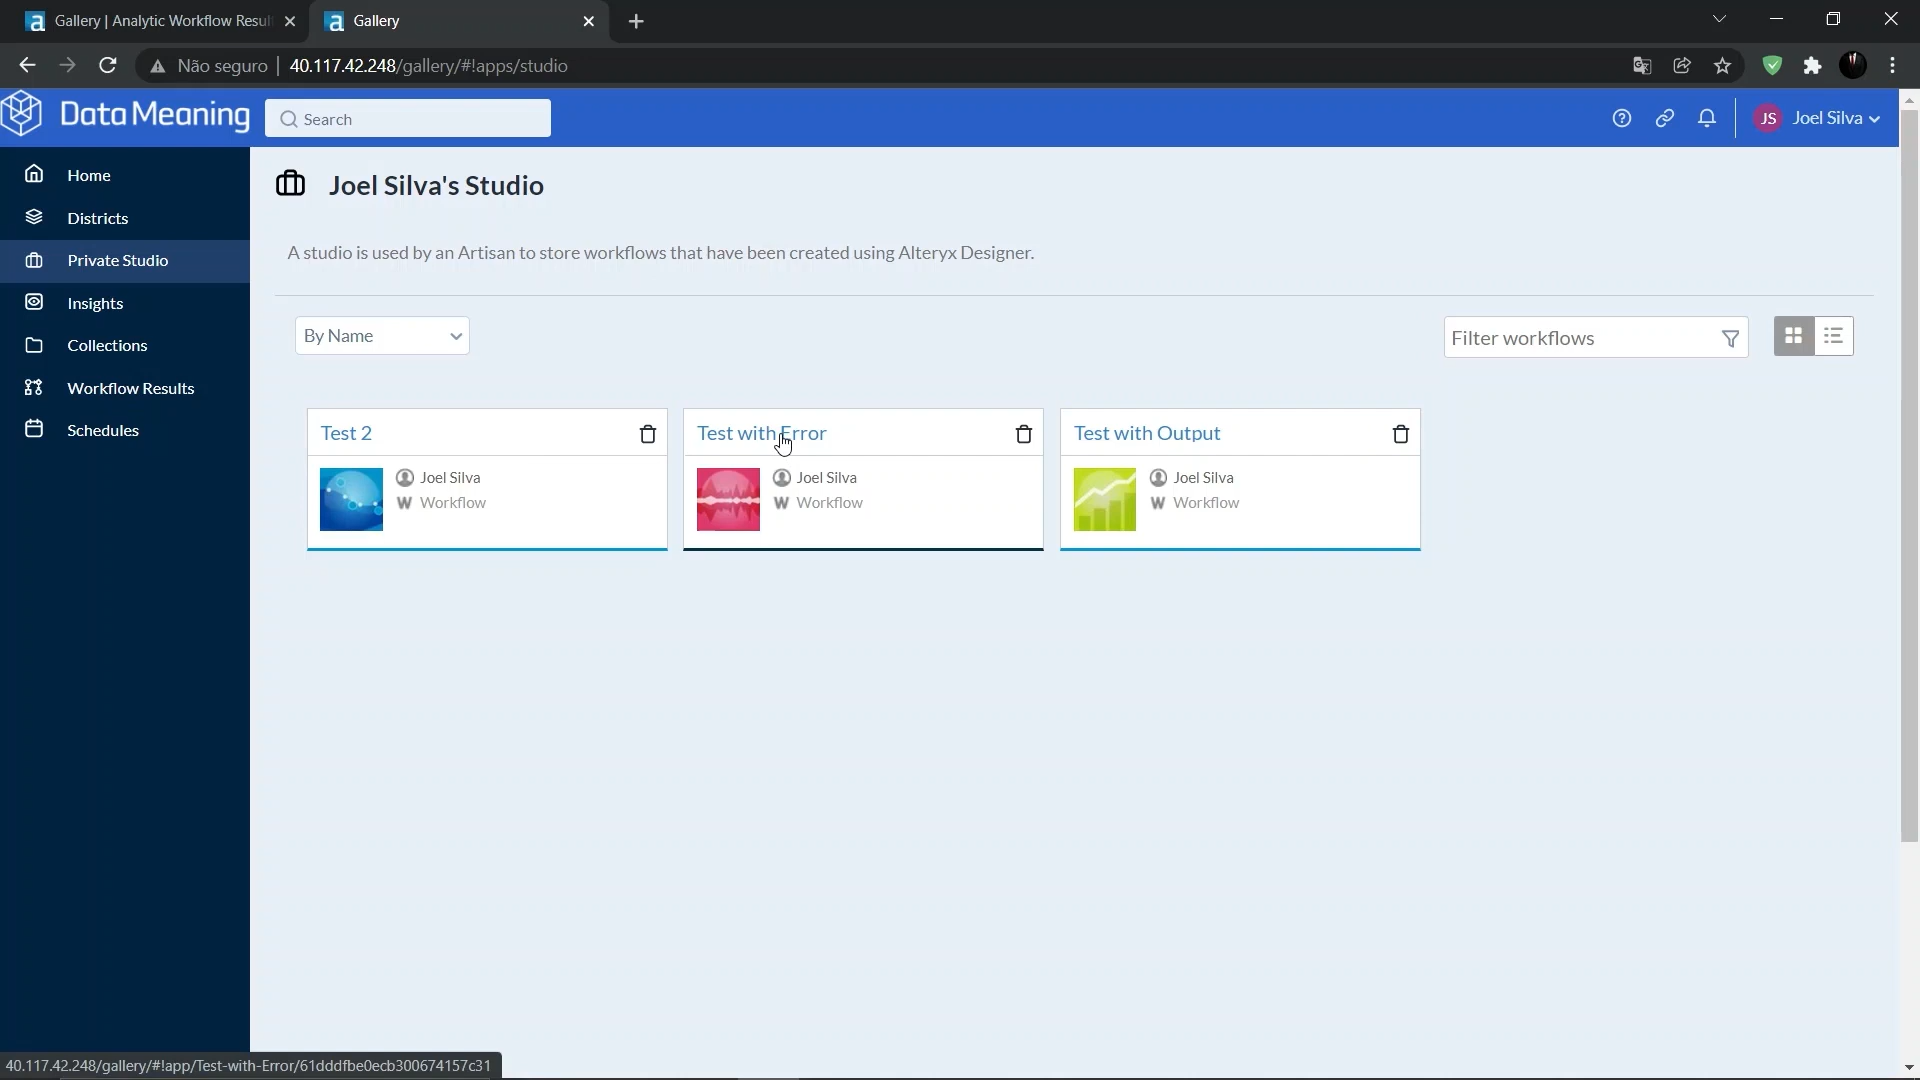 Gallery | Analytic Workflow Resul
Gallery
Não seguro
40.117.42.248/gallery/#!apps/studio
Data Meaning
Search
JS Joel Silva
Home
Districts
Private Studio
Insights
Collections
Workflow Results
Schedules
Joel Silva's Studio
A studio is used by an Artisan to store workflows that have been created using Alteryx Designer.
By Name
Filter workflows
Test 2
Joel Silva
W Workflow
Test with Error
Joel Silva
W Workflow
Test with Output
Joel Silva
W Workflow
40.117.42.248/gallery/#!app/Test-with-Error/61dddfbe0ecb300674157c31